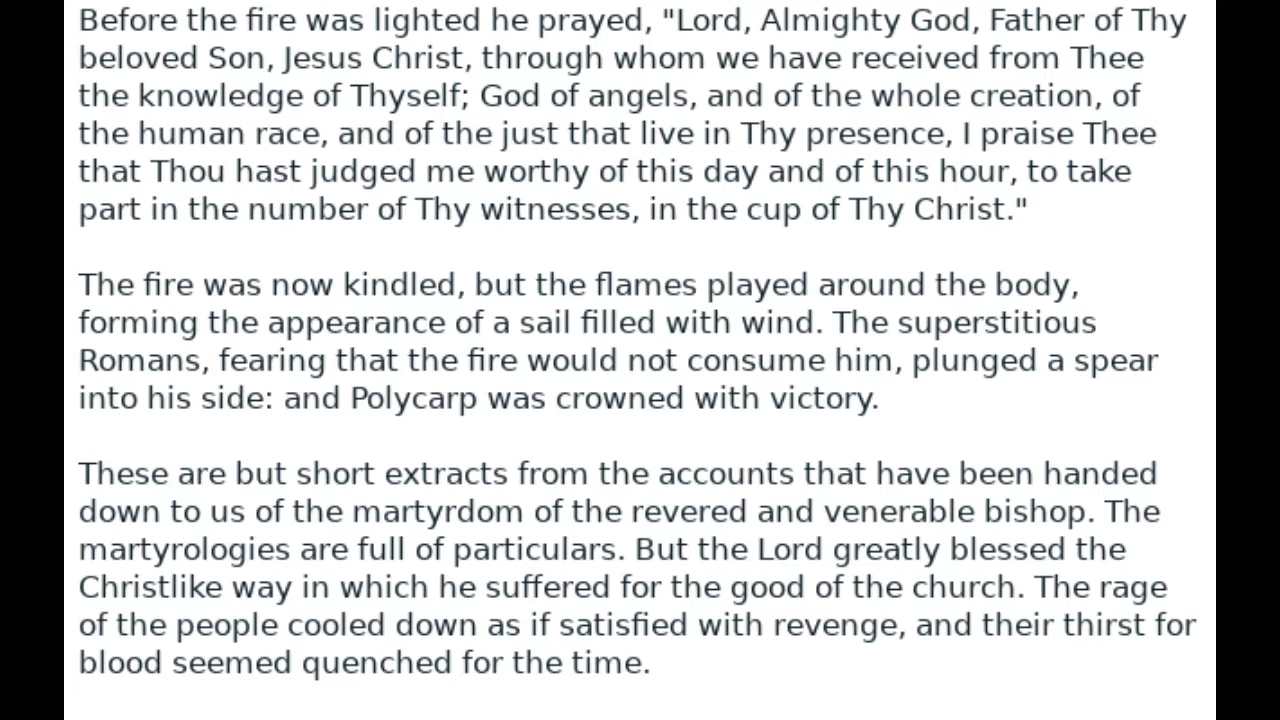 Before the fire was lighted he prayed, "Lord, Almighty God, Father of Thy
beloved Son, Jesus Christ, through whom we have received from Thee
the knowledge of Thyself; God of angels, and of the whole creation, of
the human race, and of the just that live in Thy presence, I praise Thee
that Thou hast judged me worthy of this day and of this hour, to take
part in the number of Thy witnesses, in the cup of Thy Christ."
The fire was now kindled, but the flames played around the body,
forming the appearance of a sail filled with wind. The superstitious
Romans, fearing that the fire would not consume him, plunged a spear
into his side: and Polycarp was crowned with victory.
These are but short extracts from the accounts that have been handed
down to us of the martyrdom of the revered and venerable bishop. The
martyrologies are full of particulars. But the Lord greatly blessed the
Christlike way in which he suffered for the good of the church. The rage
of the people cooled down as if satisfied with revenge, and their thirst for
blood seemed quenched for the time.